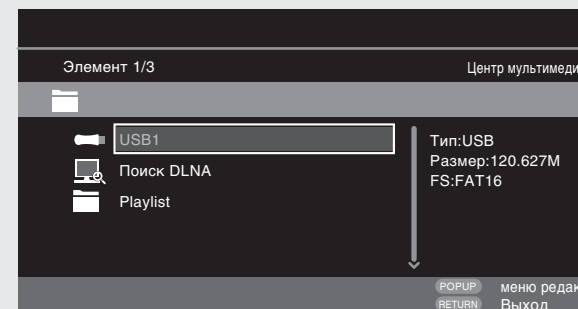 Элемент 1/3
Центр мультимеди
USB1
Поиск DLNA
Playlist
Тип:USB
Размер:120.627M
FS:FAT16
POPUP меню редак
RETURN Выход